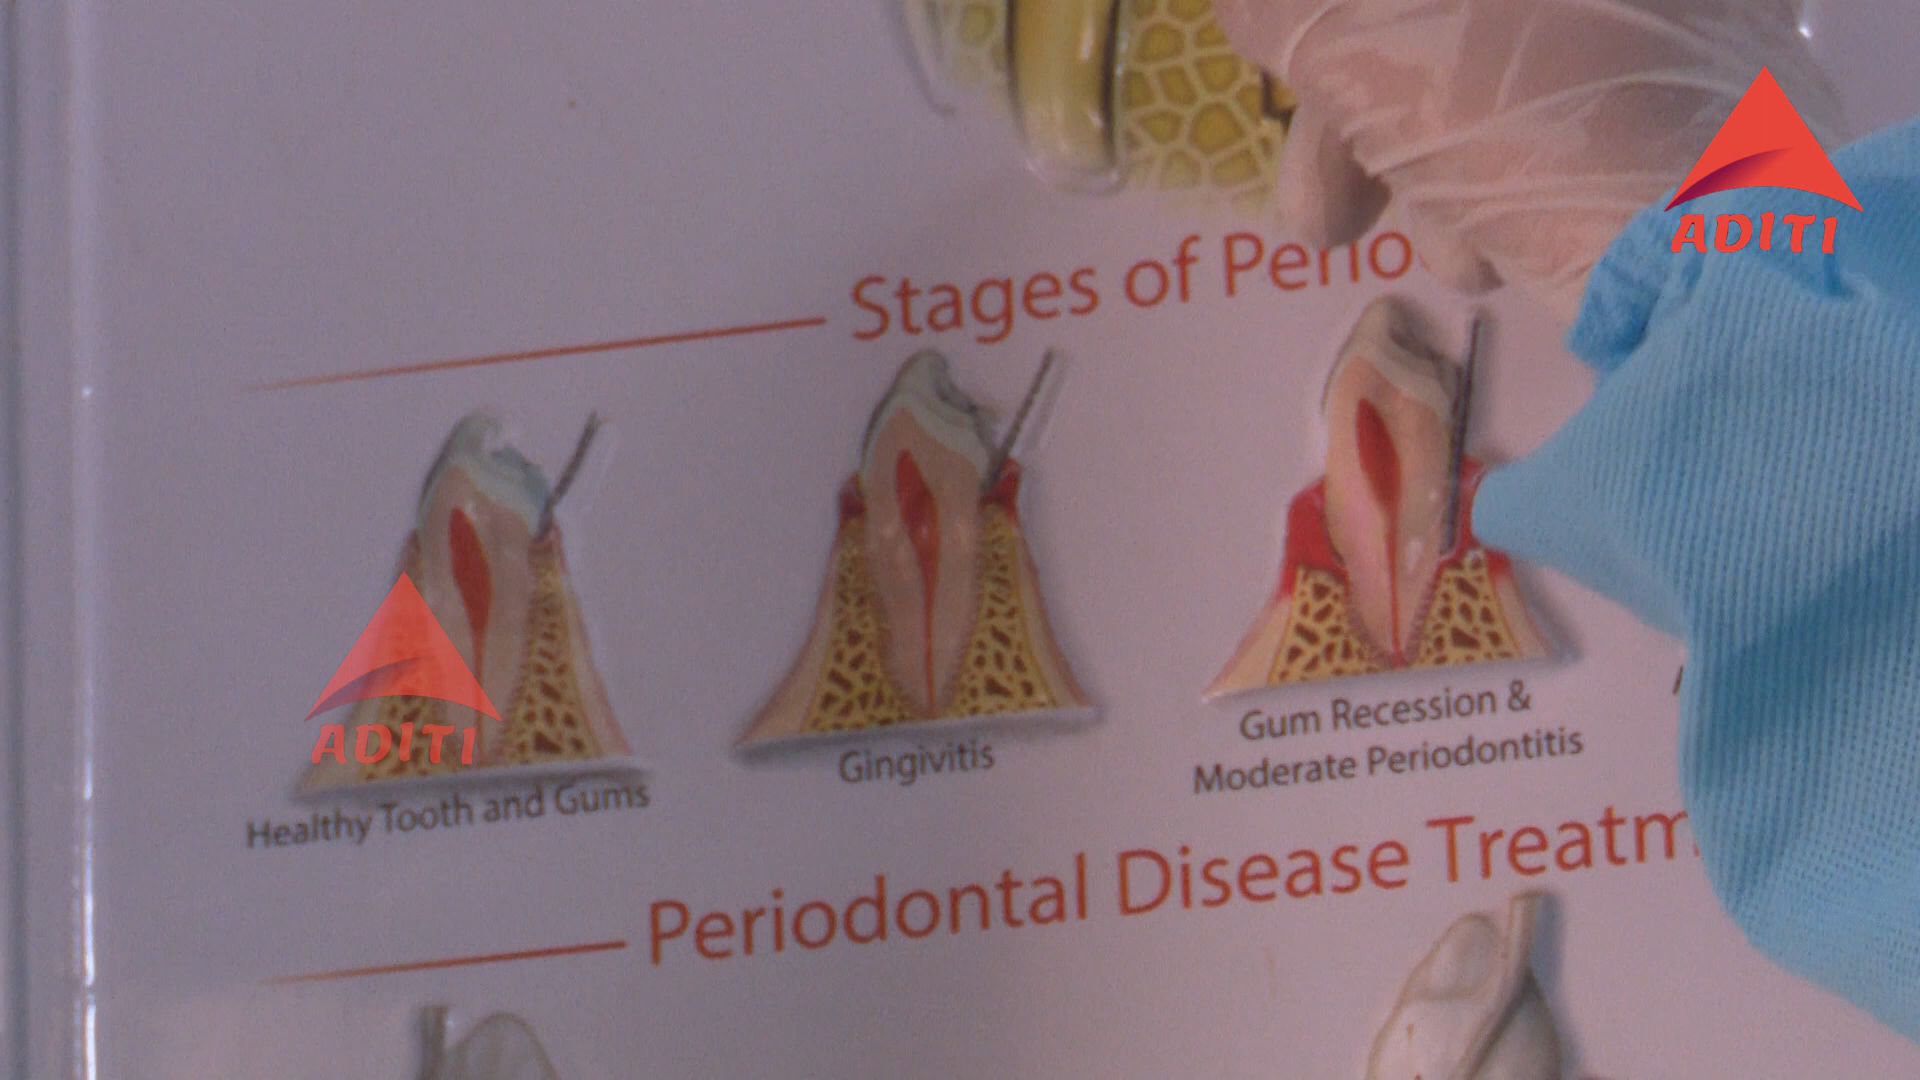 ADITI
Stages of Perio
ADITI
Healthy Tooth and Gums
Gingivitis
Gum Recession &
Moderate Periodontitis
Periodontal Disease Treatm